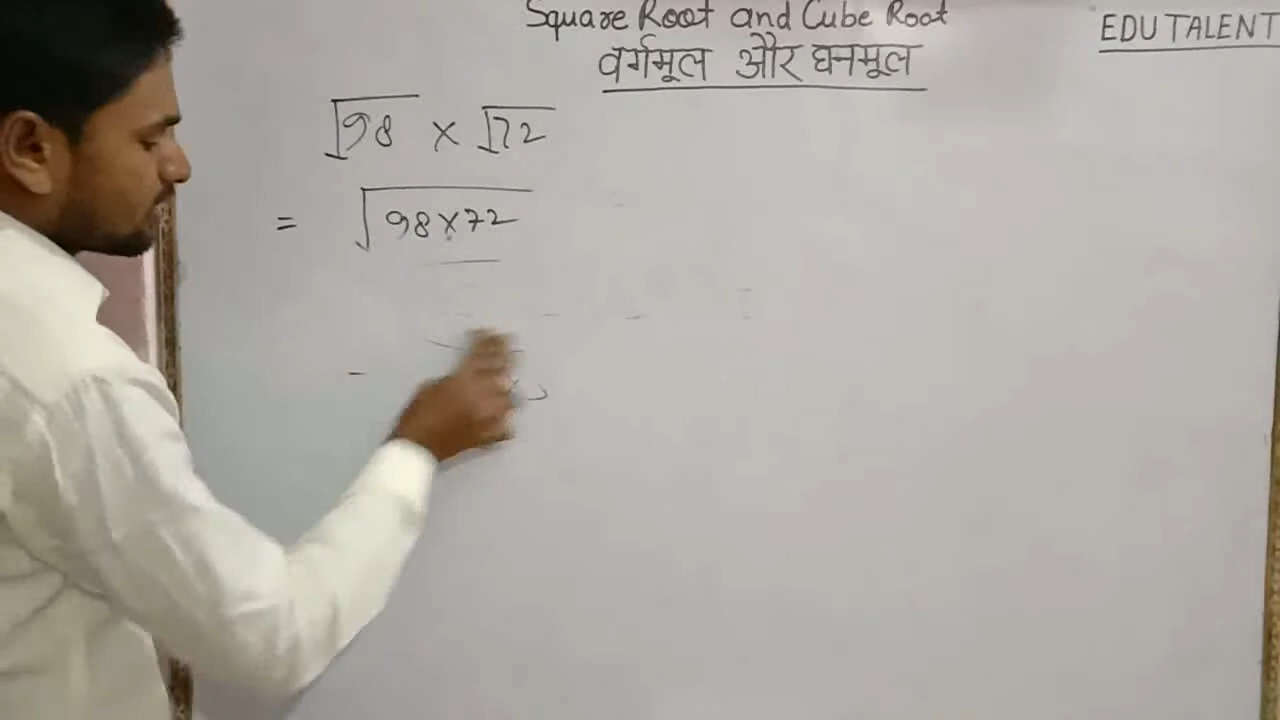 Square Root and Cube Root
EDU TALENT
वर्गमूल और घनमूल
√98 × √72
= √98×72